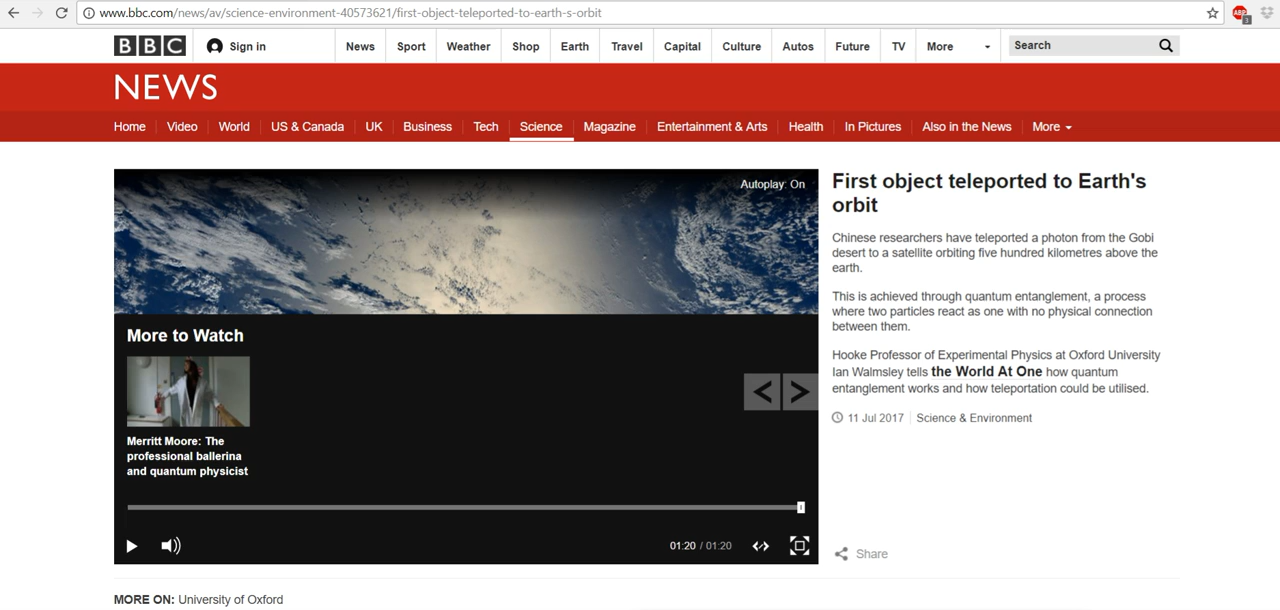 www.bbc.com/news/av/science-environment-40573621/first-object-teleported-to-earth-s-orbit
ABP
3
BBC
Sign in
News
Sport
Weather
Shop
Earth
Travel
Capital
Culture
Autos
Future
TV
More
Search
NEWS
Home
Video
World
US & Canada
UK
Business
Tech
Science
Magazine
Entertainment & Arts
Health
In Pictures
Also in the News
More
Autoplay: On
More to Watch
Merritt Moore: The
professional ballerina
and quantum physicist
01:20 / 01:20
First object teleported to Earth's
orbit
Chinese researchers have teleported a photon from the Gobi
desert to a satellite orbiting five hundred kilometres above the
earth.
This is achieved through quantum entanglement, a process
where two particles react as one with no physical connection
between them.
Hooke Professor of Experimental Physics at Oxford University
Ian Walmsley tells the World At One how quantum
entanglement works and how teleportation could be utilised.
11 Jul 2017
Science & Environment
Share
MORE ON: University of Oxford